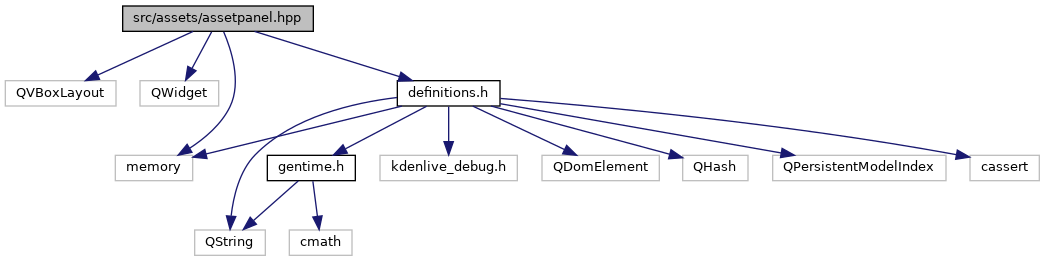 src/assets/assetpanel.hpp
QVBoxLayout
QWidget
definitions.h
memory
gentime.h
kdenlive_debug.h
QDomElement
QHash
QPersistentModelIndex
cassert
QString
cmath